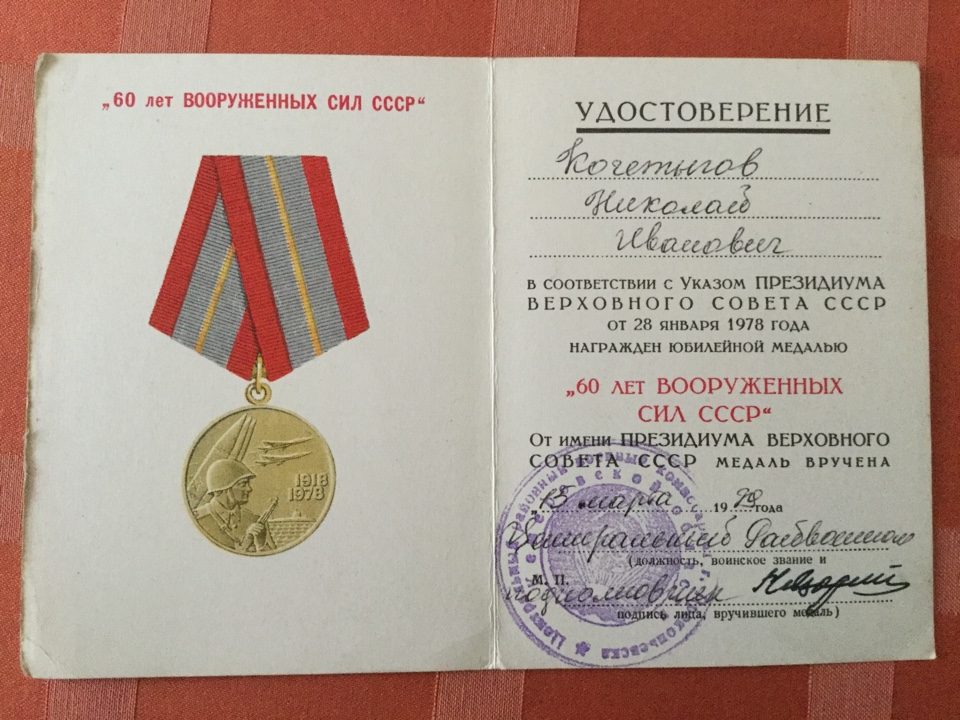 „60 лет ВООРУЖЕННЫХ СИЛ СССР“
1918
1978
УДОСТОВЕРЕНИЕ
Кочетыгов
Николай
Иванович
в соответствии с Указом ПРЕЗИДИУМА
ВЕРХОВНОГО СОВЕТА СССР
от 28 января 1978 года
награжден юбилейной медалью
„60 лет ВООРУЖЕННЫХ
СИЛ СССР“
От имени ПРЕЗИДИУМА ВЕРХОВНОГО
СОВЕТА СССР медаль вручена
марта 19 года
Центральный
(должность, воинское звание и
М. П.
подполковник
подпись лица, вручившего медаль)